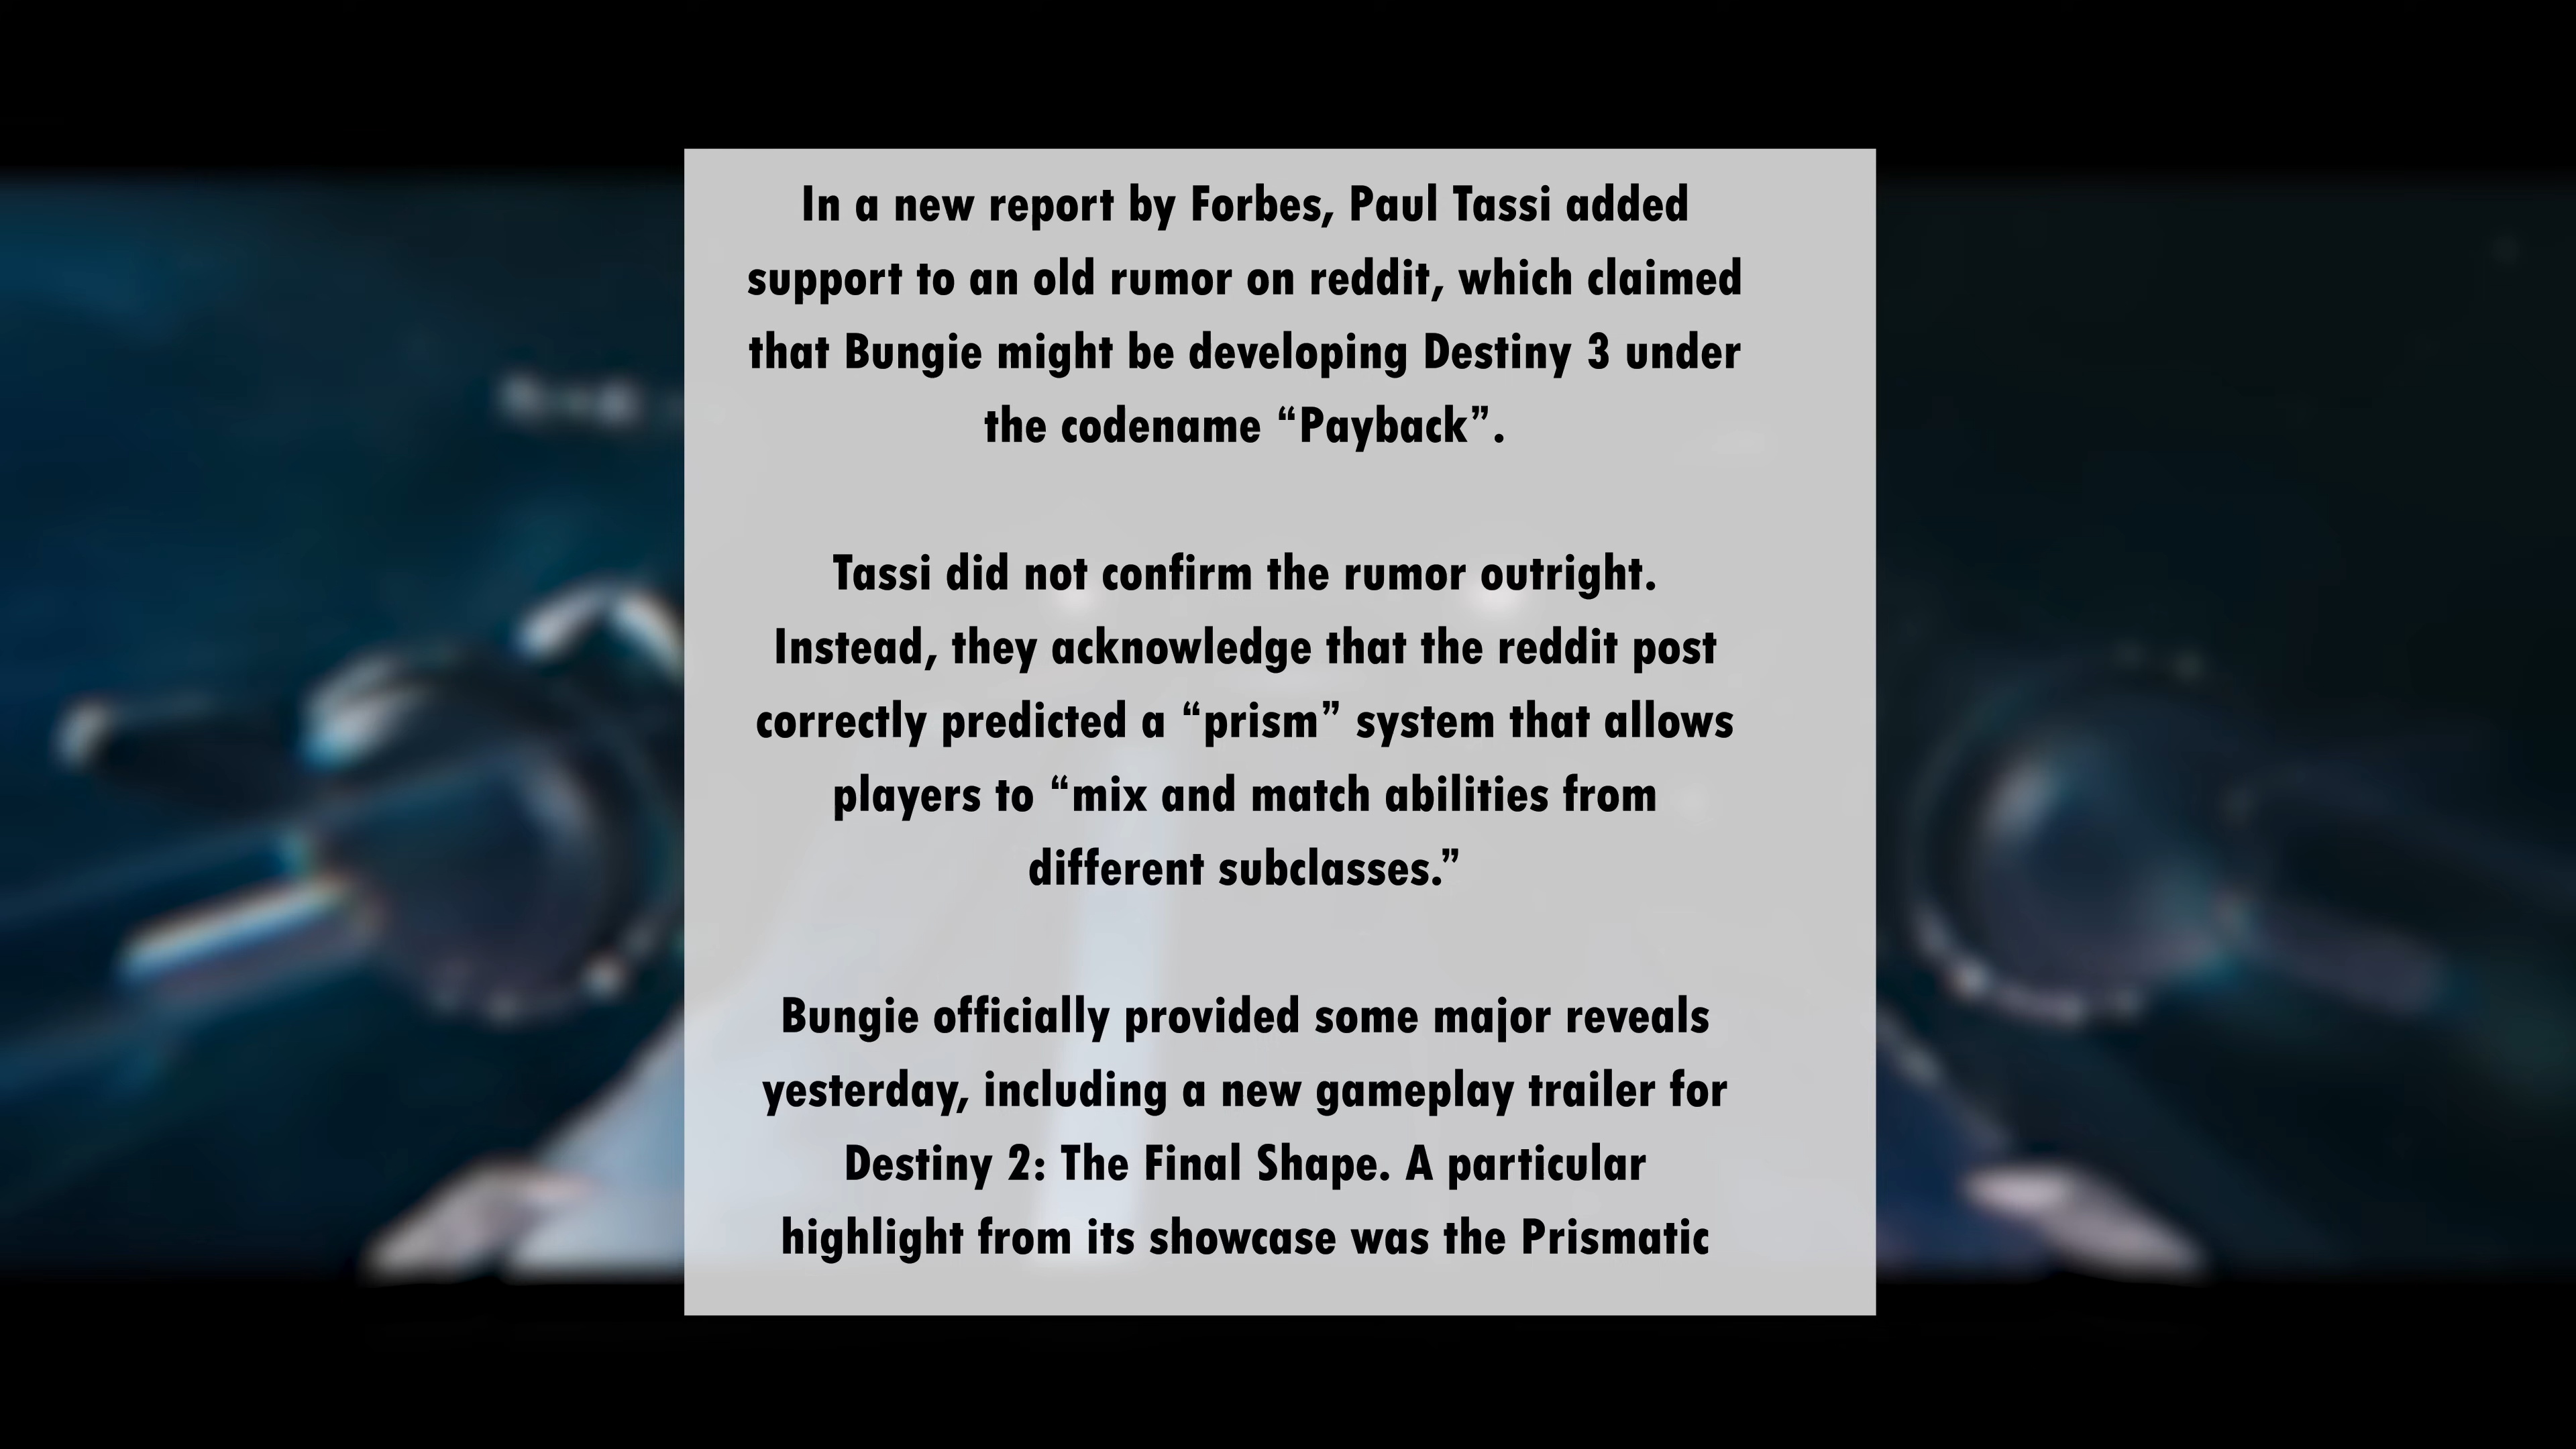 In a new report by Forbes, Paul Tassi added
support to an old rumor on reddit, which claimed
that Bungie might be developing Destiny 3 under
the codename “Payback”.
Tassi did not confirm the rumor outright.
Instead, they acknowledge that the reddit post
correctly predicted a “prism” system that allows
players to “mix and match abilities from
different subclasses.”
Bungie officially provided some major reveals
yesterday, including a new gameplay trailer for
Destiny 2: The Final Shape. A particular
highlight from its showcase was the Prismatic